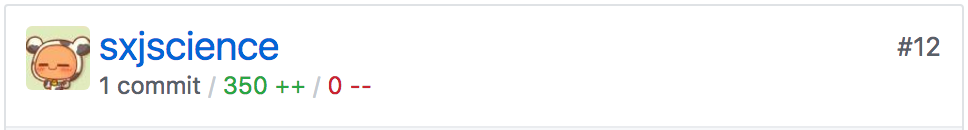 sxjscience #12
1 commit / 350 ++ / 0 --